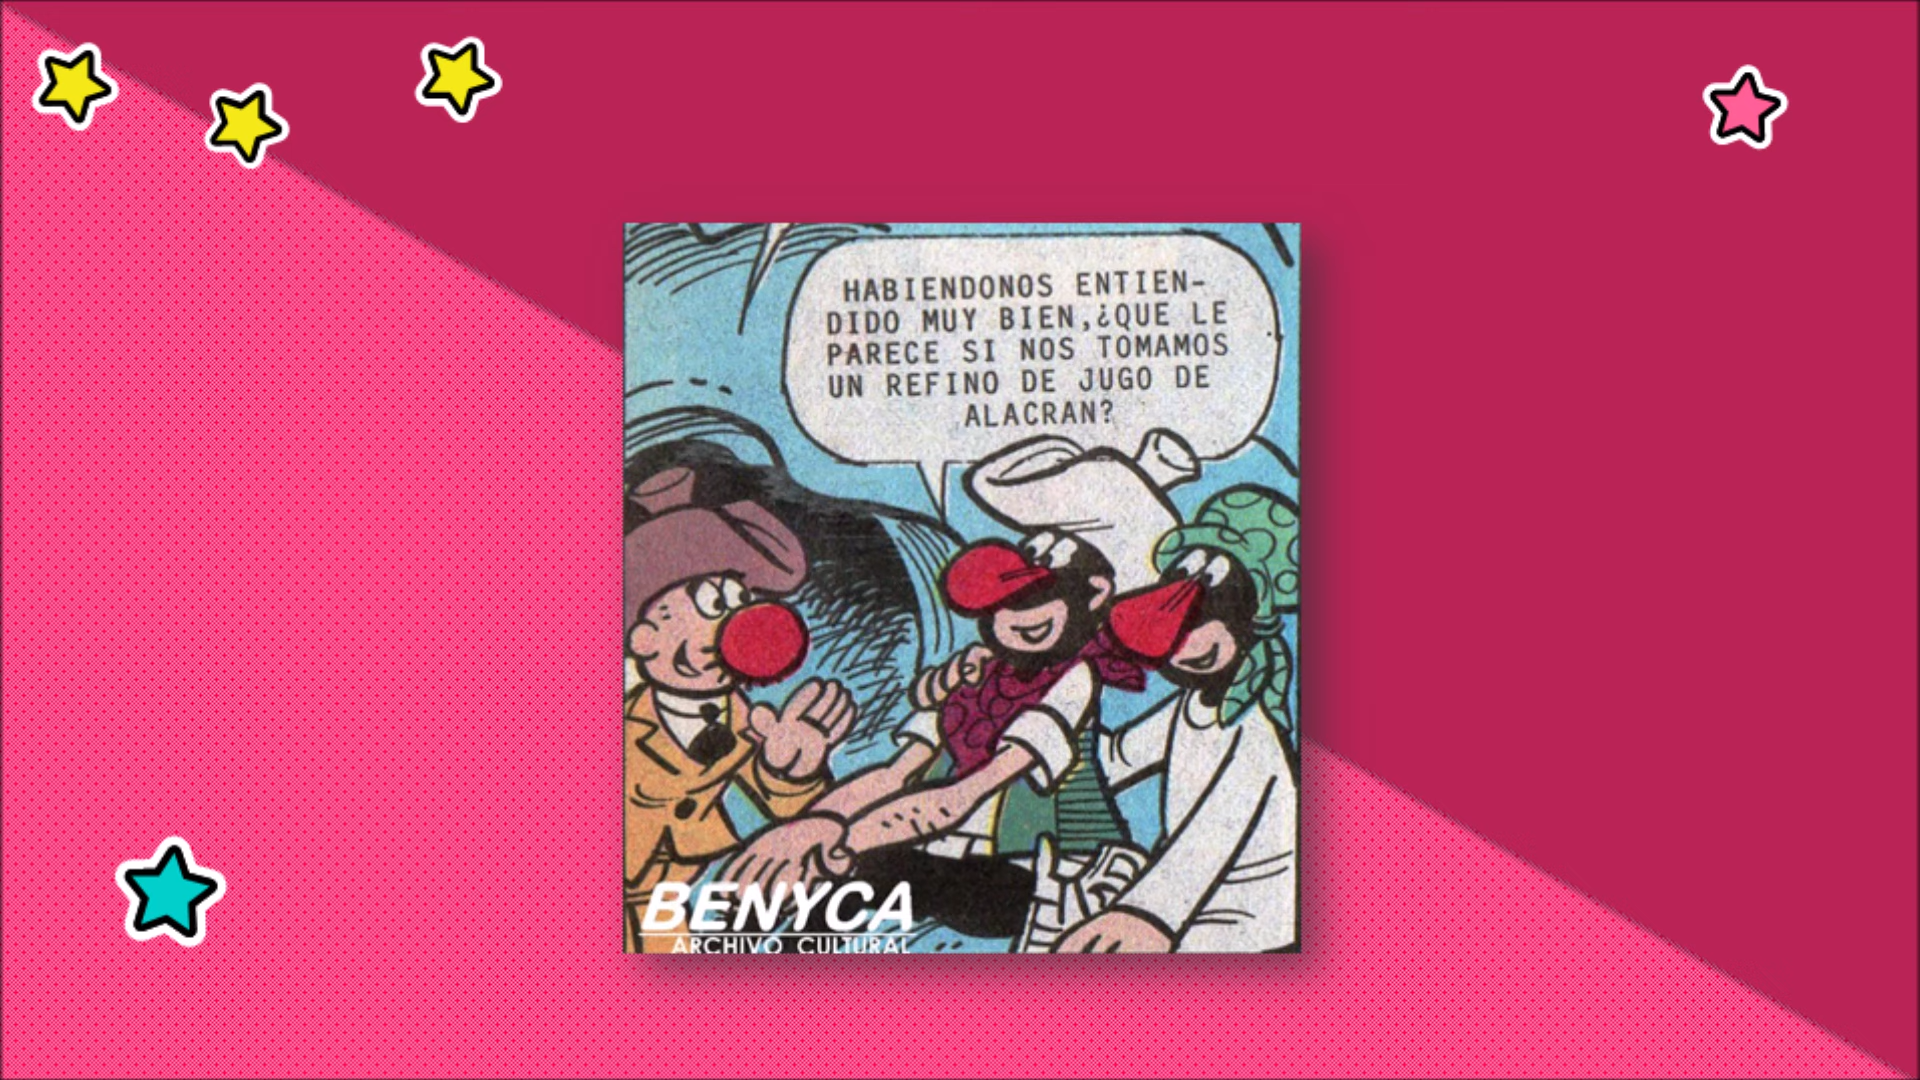 HABIENDONOS ENTIEN-
DIDO MUY BIEN,¿QUE LE
PARECE SI NOS TOMAMOS
UN REFINO DE JUGO DE
ALACRAN?
BENYCA
ARCHIVO CULTURAL